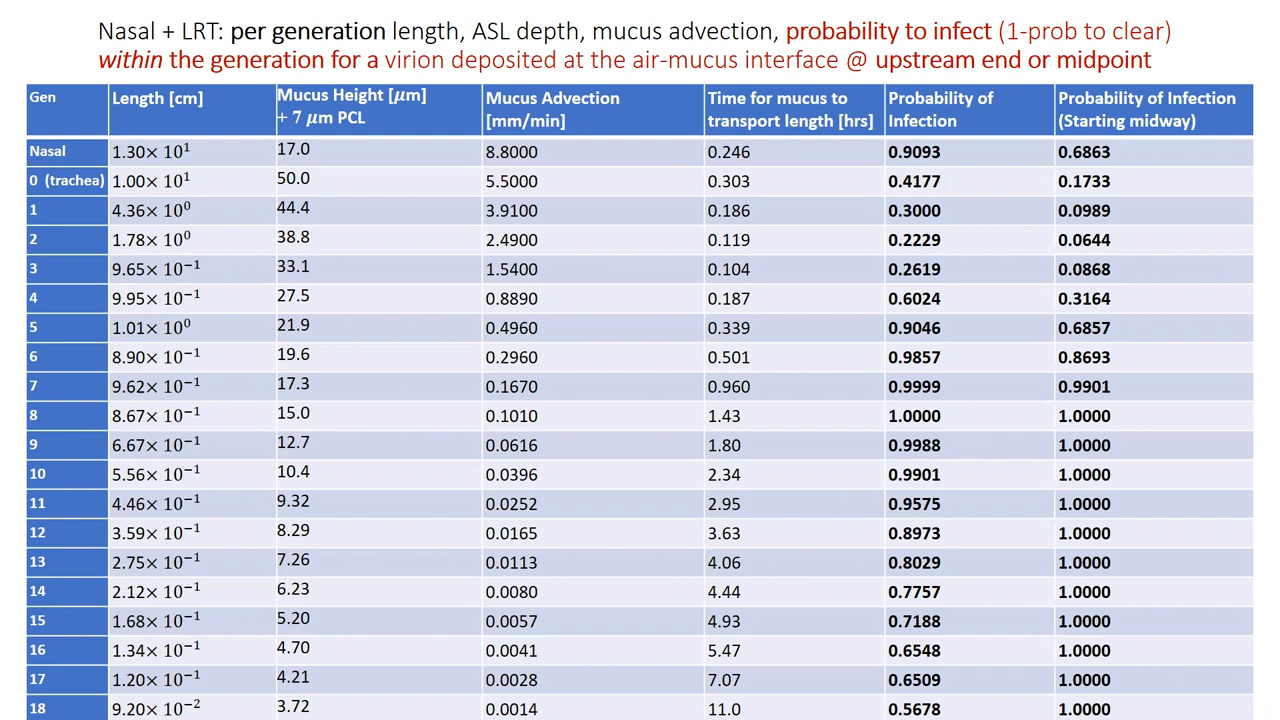 Nasal + LRT: per generation length, ASL depth, mucus advection, probability to infect (1-prob to clear)
within the generation for a virion deposited at the air-mucus interface @ upstream end or midpoint
Gen Length [cm] Mucus Height [𝝁m] + 7 𝝁m PCL Mucus Advection [mm/min] Time for mucus to transport length [hrs] Probability of Infection Probability of Infection (Starting midway)
Nasal 1.30× 10¹ 17.0 8.8000 0.246 0.9093 0.6863
0 (trachea) 1.00× 10¹ 50.0 5.5000 0.303 0.4177 0.1733
1 4.36× 10⁰ 44.4 3.9100 0.186 0.3000 0.0989
2 1.78× 10⁰ 38.8 2.4900 0.119 0.2229 0.0644
3 9.65× 10⁻¹ 33.1 1.5400 0.104 0.2619 0.0868
4 9.95× 10⁻¹ 27.5 0.8890 0.187 0.6024 0.3164
5 1.01× 10⁰ 21.9 0.4960 0.339 0.9046 0.6857
6 8.90× 10⁻¹ 19.6 0.2960 0.501 0.9857 0.8693
7 9.62× 10⁻¹ 17.3 0.1670 0.960 0.9999 0.9901
8 8.67× 10⁻¹ 15.0 0.1010 1.43 1.0000 1.0000
9 6.67× 10⁻¹ 12.7 0.0616 1.80 0.9988 1.0000
10 5.56× 10⁻¹ 10.4 0.0396 2.34 0.9901 1.0000
11 4.46× 10⁻¹ 9.32 0.0252 2.95 0.9575 1.0000
12 3.59× 10⁻¹ 8.29 0.0165 3.63 0.8973 1.0000
13 2.75× 10⁻¹ 7.26 0.0113 4.06 0.8029 1.0000
14 2.12× 10⁻¹ 6.23 0.0080 4.44 0.7757 1.0000
15 1.68× 10⁻¹ 5.20 0.0057 4.93 0.7188 1.0000
16 1.34× 10⁻¹ 4.70 0.0041 5.47 0.6548 1.0000
17 1.20× 10⁻¹ 4.21 0.0028 7.07 0.6509 1.0000
18 9.20× 10⁻² 3.72 0.0014 11.0 0.5678 1.0000